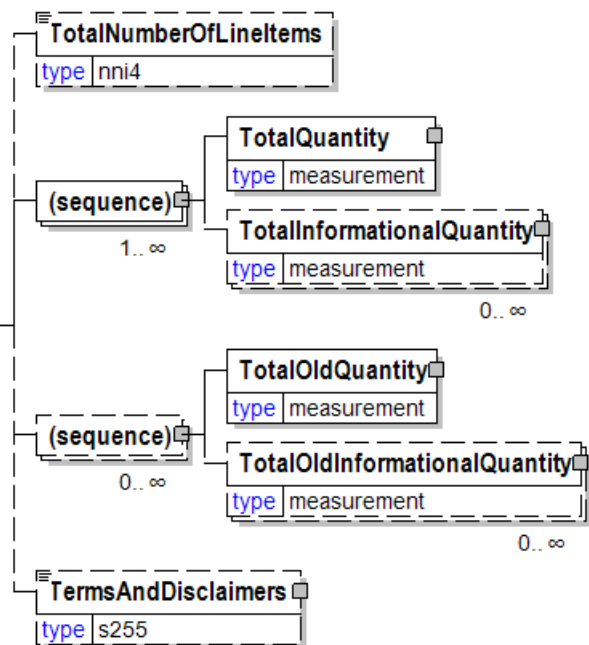 TotalNumberOfLineItems
type nni4
TotalQuantity
type measurement
(sequence)
1.. ∞
TotalInformationalQuantity
type measurement
0.. ∞
TotalOldQuantity
type measurement
(sequence)
0.. ∞
TotalOldInformationalQuantity
type measurement
0.. ∞
TermsAndDisclaimers
type s255